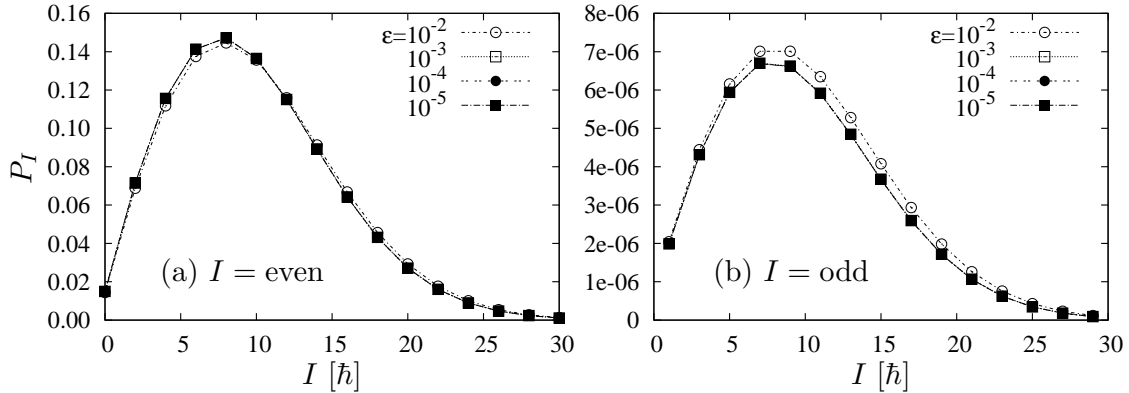 0.16
0.14
0.12
0.10
0.08
0.06
0.04
0.02
0.00
P_I
0 5 10 15 20 25 30
I [ħ]
ε=10^-2
10^-3
10^-4
10^-5
(a) I = even
8e-06
7e-06
6e-06
5e-06
4e-06
3e-06
2e-06
1e-06
0
0 5 10 15 20 25 30
I [ħ]
ε=10^-2
10^-3
10^-4
10^-5
(b) I = odd